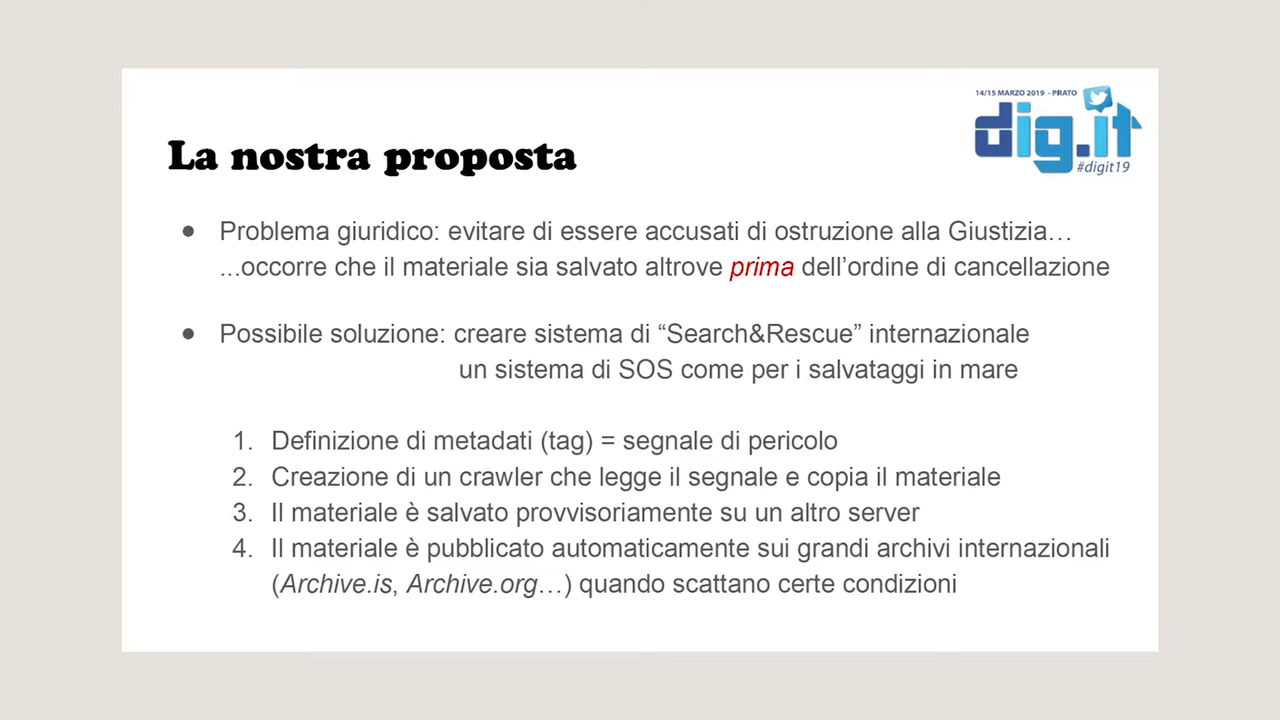 14/15 MARZO 2019 - PRATO
dig.it
#digit19
La nostra proposta
● Problema giuridico: evitare di essere accusati di ostruzione alla Giustizia…
...occorre che il materiale sia salvato altrove prima dell’ordine di cancellazione
● Possibile soluzione: creare sistema di “Search&Rescue” internazionale
un sistema di SOS come per i salvataggi in mare
1. Definizione di metadati (tag) = segnale di pericolo
2. Creazione di un crawler che legge il segnale e copia il materiale
3. Il materiale è salvato provvisoriamente su un altro server
4. Il materiale è pubblicato automaticamente sui grandi archivi internazionali
(Archive.is, Archive.org…) quando scattano certe condizioni